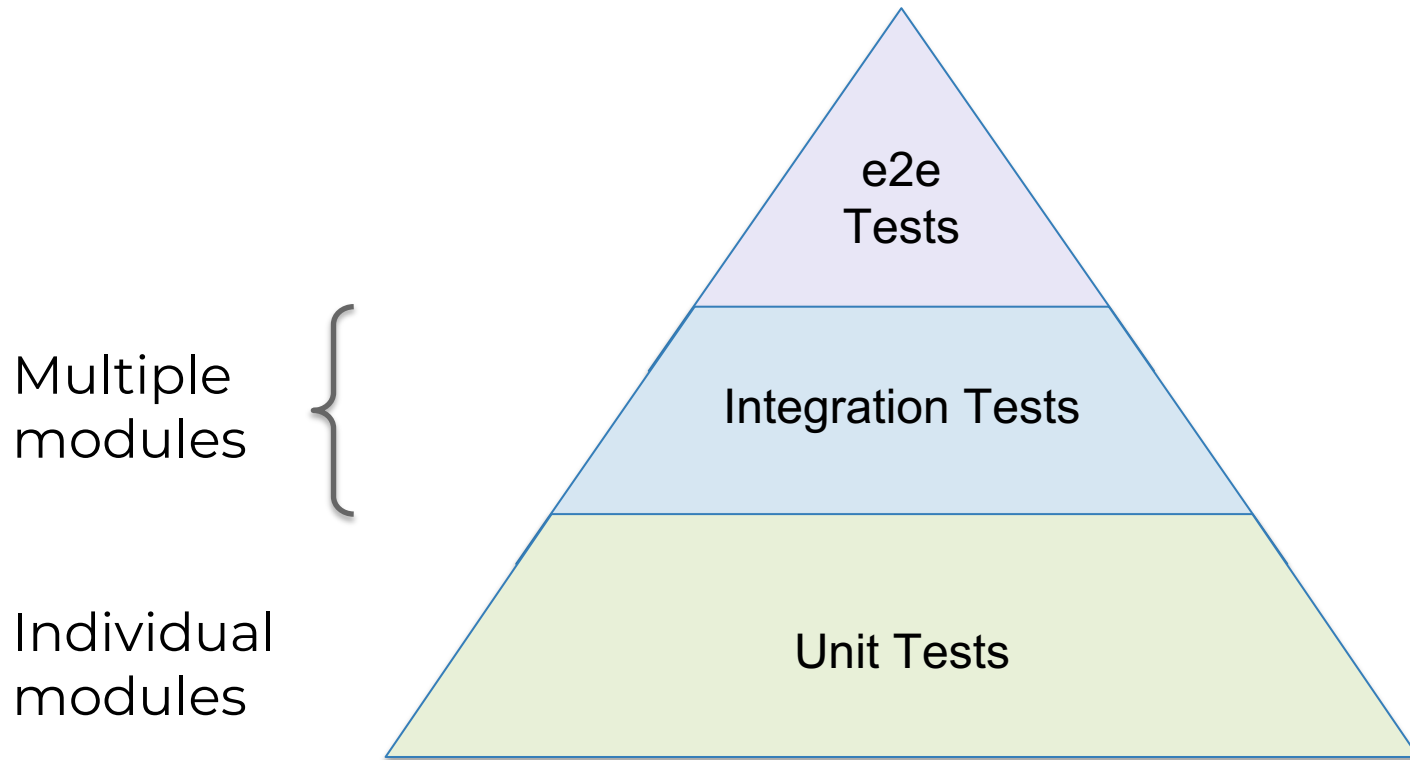 e2e
Tests
Multiple
modules
Integration Tests
Individual
modules
Unit Tests